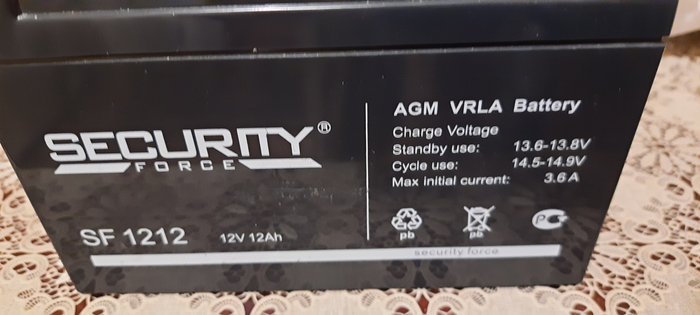 SECURITY®
FORCE
SF 1212
12V 12Ah
AGM VRLA Battery
Charge Voltage
Standby use: 13.6-13.8V
Cycle use: 14.5-14.9V
Max initial current: 3.6 A
pb
pb
security force